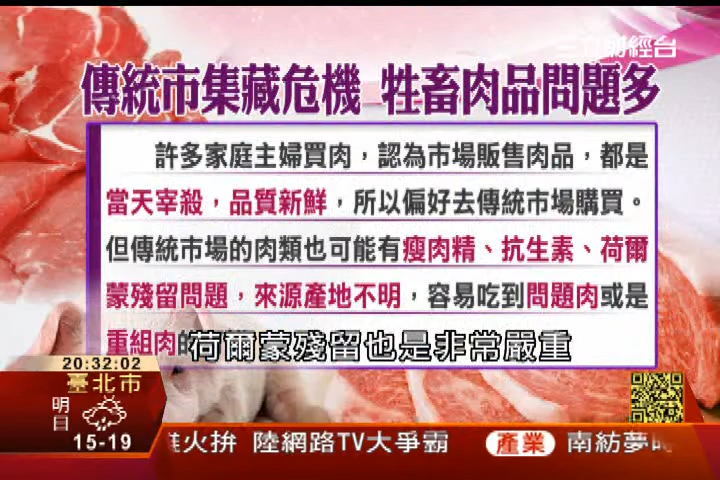 財經台
傳統市集藏危機 牲畜肉品問題多
許多家庭主婦買肉，認為市場販售肉品，都是
當天宰殺，品質新鮮，所以偏好去傳統市場購買。
但傳統市場的肉類也可能有瘦肉精、抗生素、荷爾
蒙殘留問題，來源產地不明，容易吃到問題肉或是
重組肉的
荷爾蒙殘留也是非常嚴重
20:32:02
臺北市
明日
15-19
火拚 陸網路TV大爭霸 產業 南紡夢